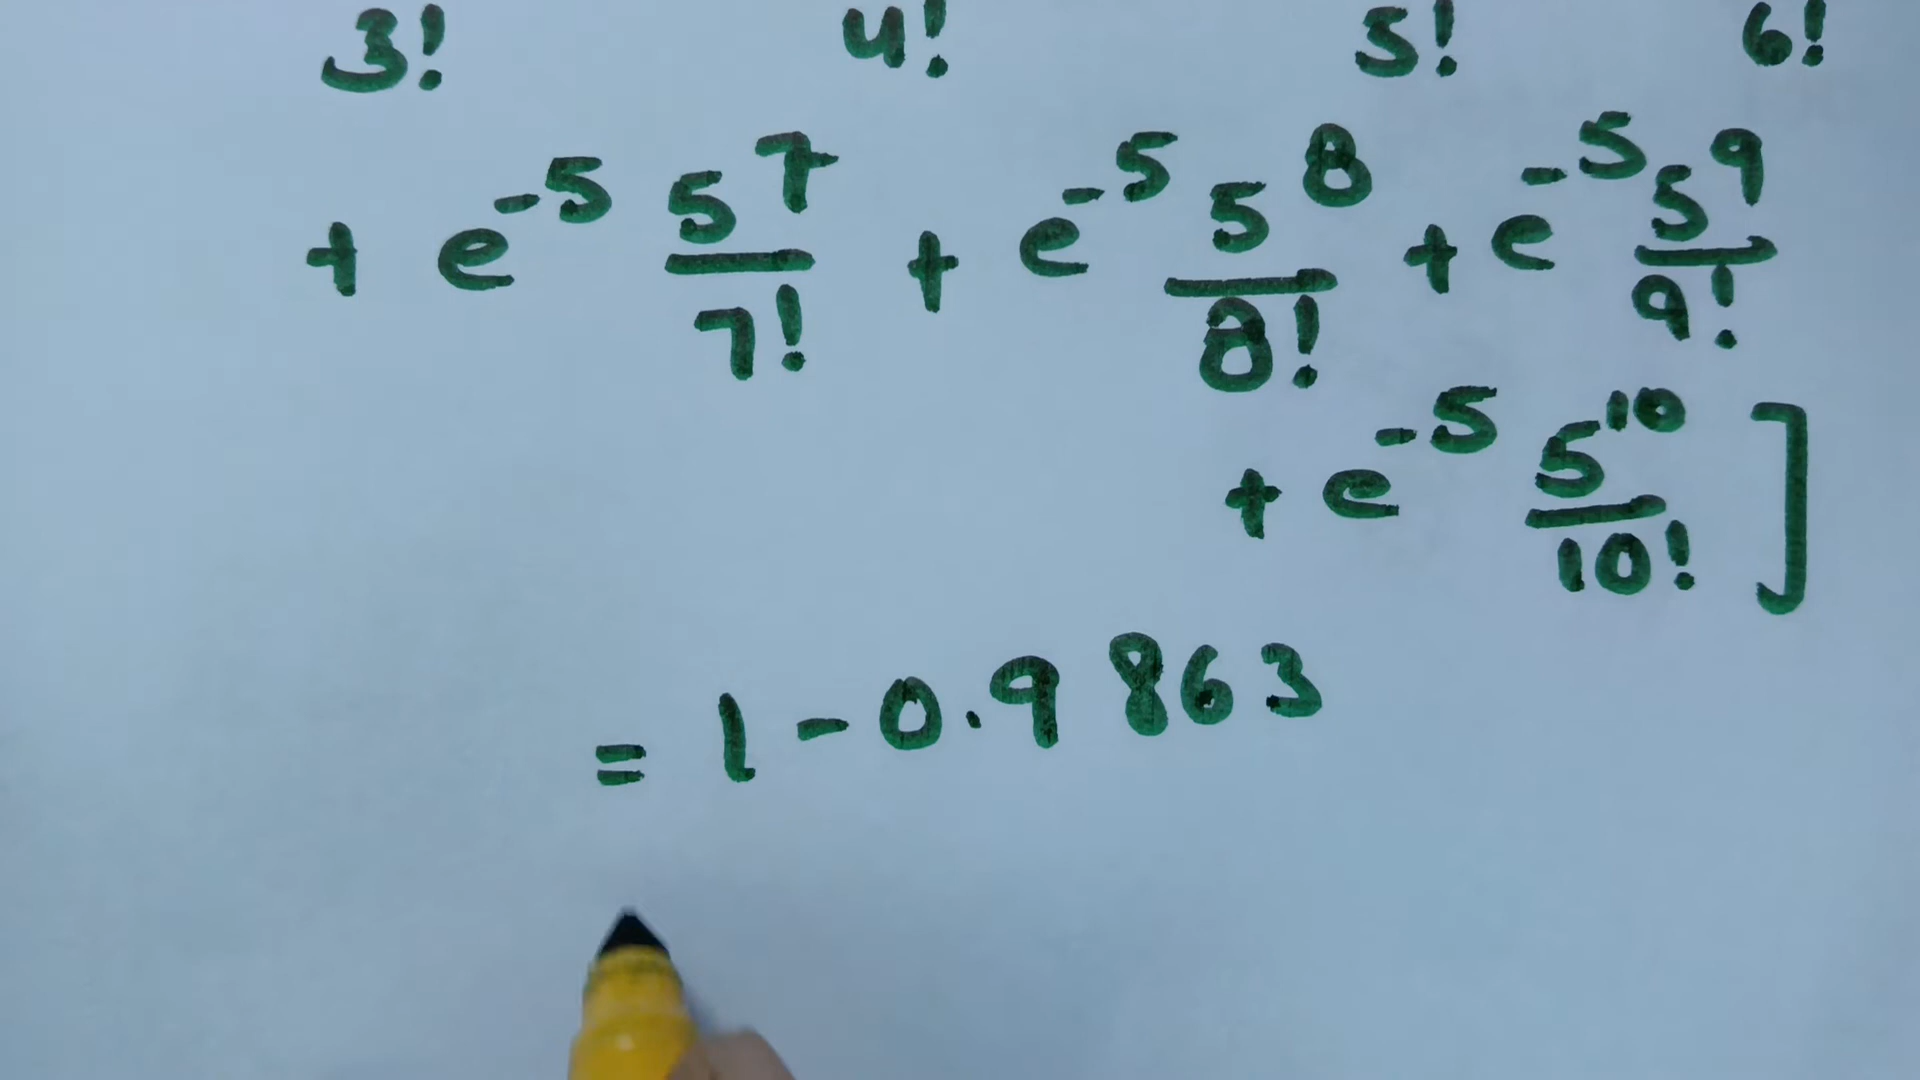 3! 4! 5! 6!
+ e^-5 5^7/7! + e^-5 5^8/8! + e^-5 5^9/9!
+ e^-5 5^10/10! ]
= 1 - 0.9863